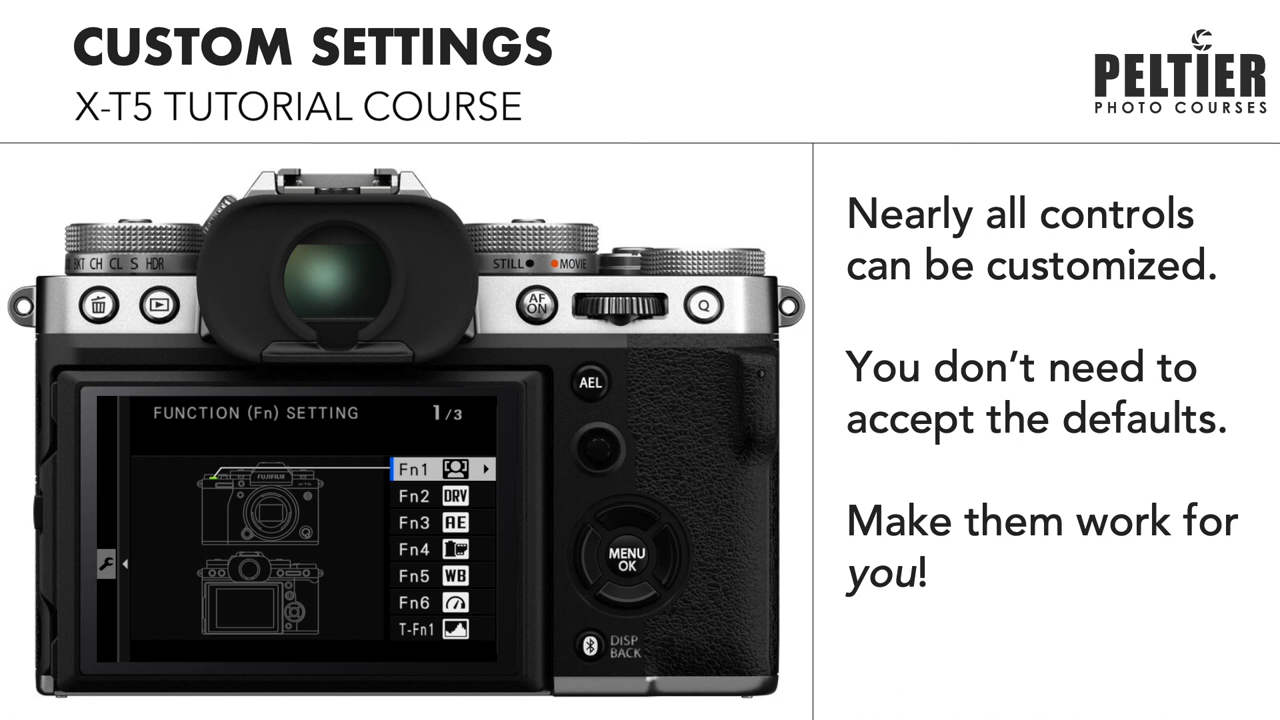 CUSTOM SETTINGS
X-T5 TUTORIAL COURSE
PELTIER
PHOTO COURSES
BKT CH CL S HDR
STILL MOVIE
AF
ON
Q
AEL
FUNCTION (Fn) SETTING 1/3
FUJIFILM
Fn1
Fn2 DRV
Fn3 AE
Fn4
Fn5 WB
Fn6
T-Fn1
MENU
OK
DISP
BACK
Nearly all controls
can be customized.
You don’t need to
accept the defaults.
Make them work for
you!